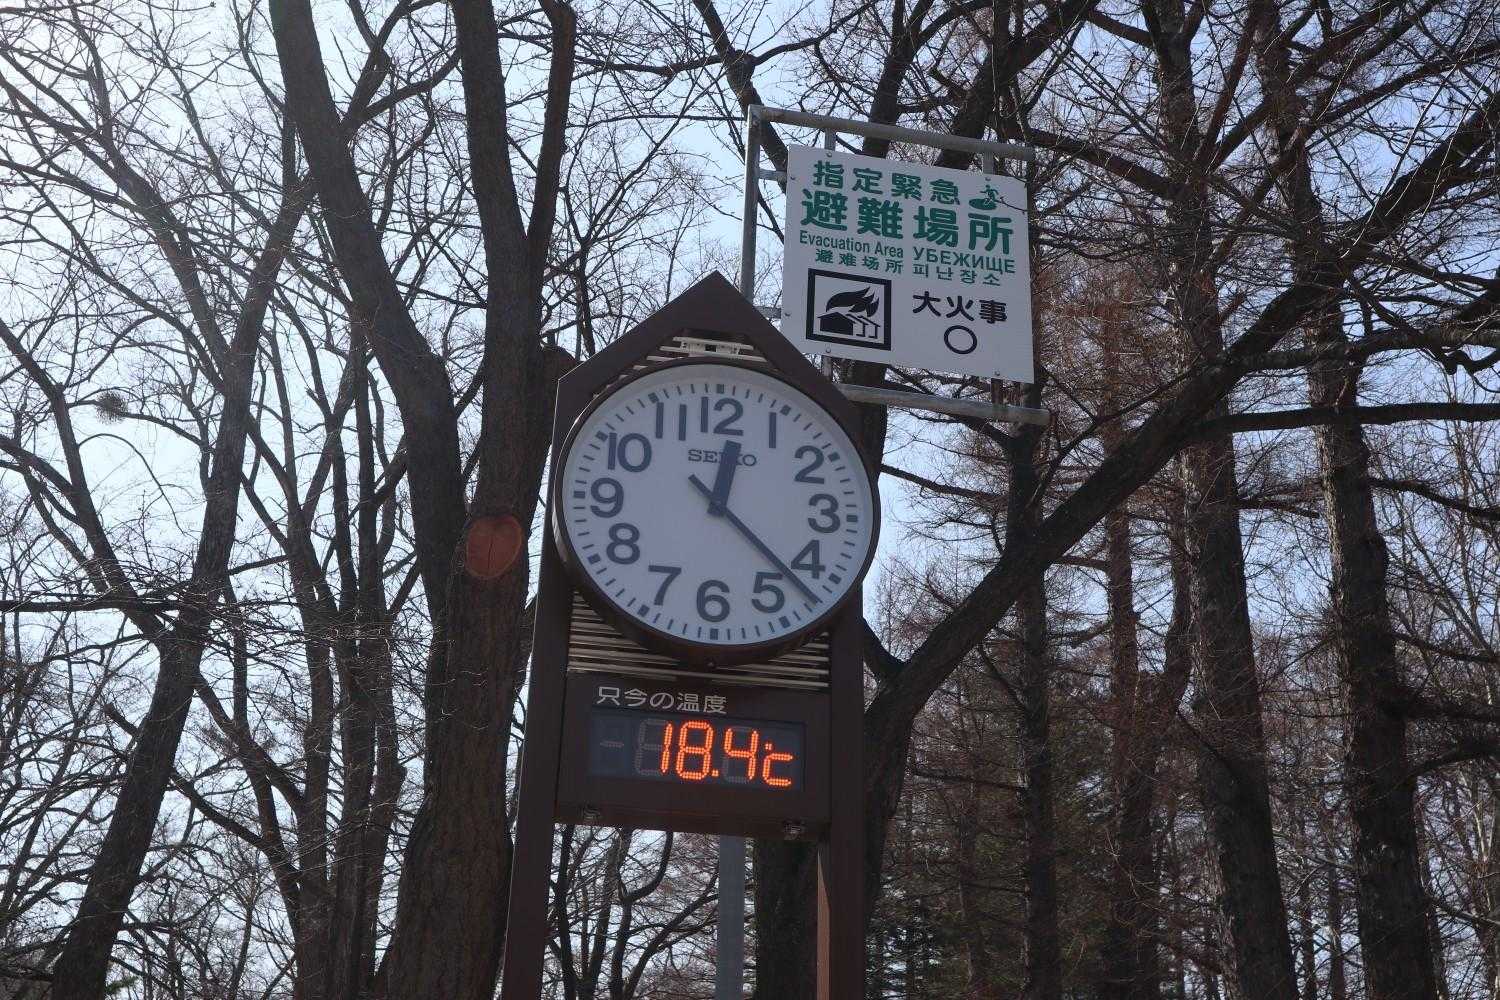 指定緊急
避難場所
Evacuation Area УБЕЖИЩЕ
避难场所 피난장소
大火事
○
12
1
2
3
4
5
6
7
8
9
10
11
SEIKO
只今の温度
18.4℃